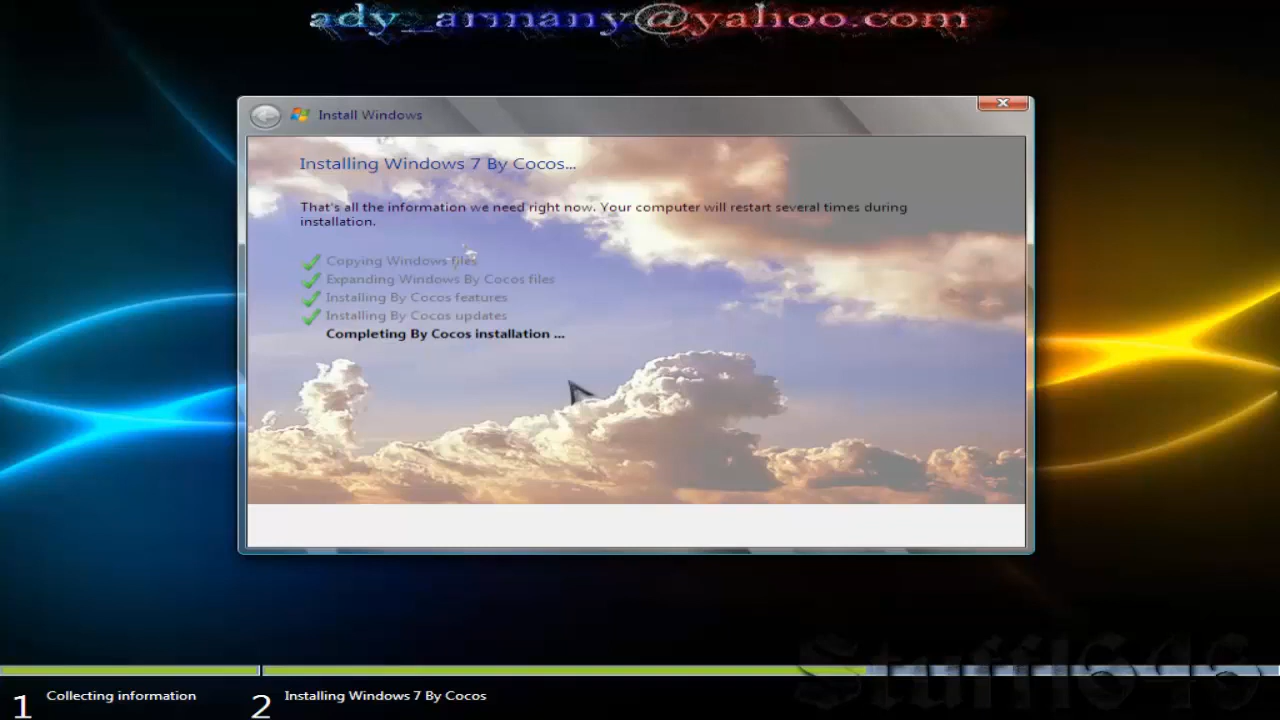 ady_armany@yahoo.com
Install Windows
Installing Windows 7 By Cocos...
That's all the information we need right now. Your computer will restart several times during
installation.
Copying Windows files
Expanding Windows By Cocos files
Installing By Cocos features
Installing By Cocos updates
Completing By Cocos installation ...
1 Collecting information
2 Installing Windows 7 By Cocos